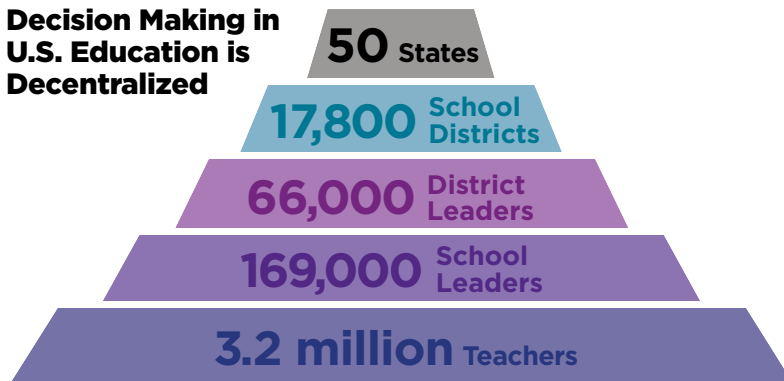 Decision Making in
U.S. Education is
Decentralized
50 States
17,800 School
Districts
66,000 District
Leaders
169,000 School
Leaders
3.2 million Teachers